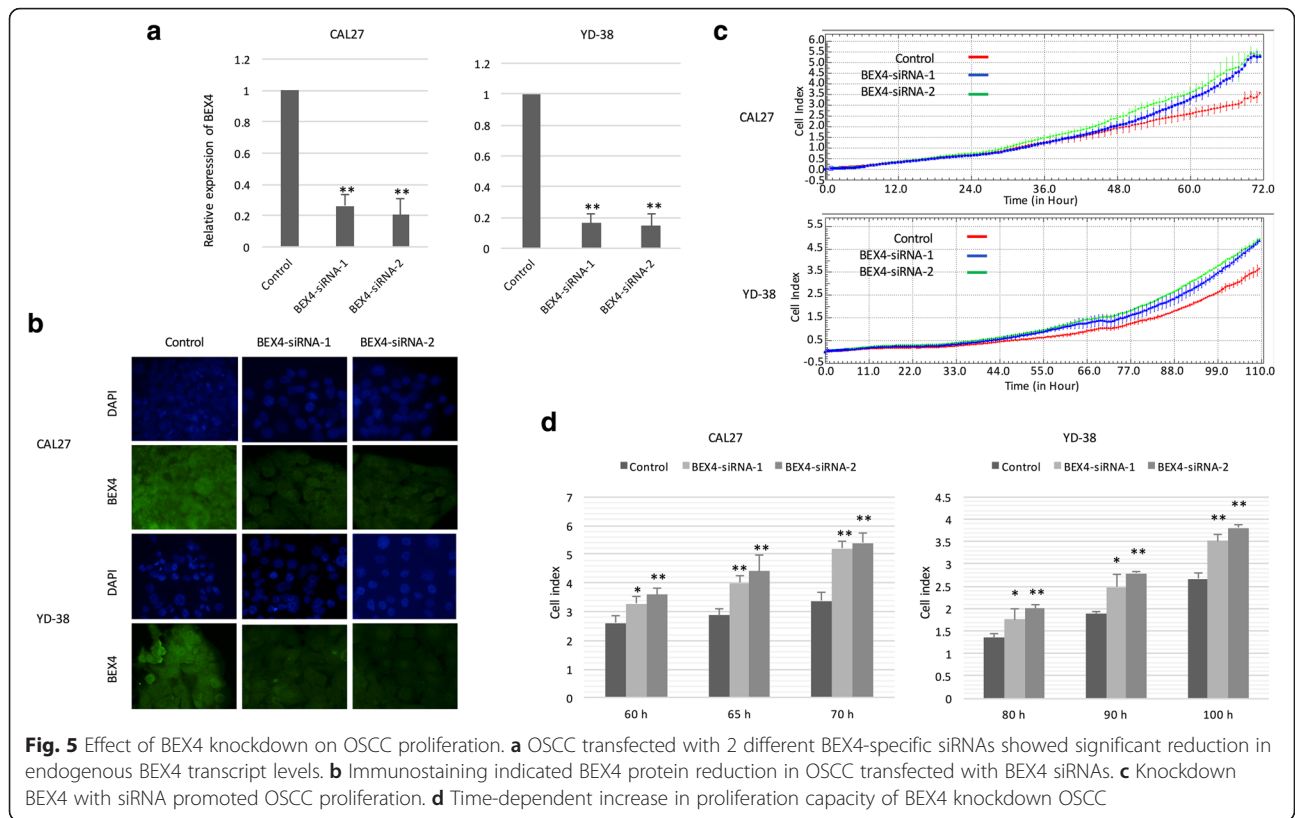 a
CAL27
YD-38
Relative expression of BEX4
1.2
1
0.8
0.6
0.4
0.2
0
**
**
Control
BEX4-siRNA-1
BEX4-siRNA-2
1.2
1
0.8
0.6
0.4
0.2
0
**
**
Control
BEX4-siRNA-1
BEX4-siRNA-2
b
Control
BEX4-siRNA-1
BEX4-siRNA-2
CAL27
DAPI
BEX4
YD-38
DAPI
BEX4
c
CAL27
Cell Index
6.0
5.5
5.0
4.5
4.0
3.5
3.0
2.5
2.0
1.5
1.0
0.5
-0.5
Control
BEX4-siRNA-1
BEX4-siRNA-2
0.0 12.0 24.0 36.0 48.0 60.0 72.0
Time (in Hour)
YD-38
Cell Index
5.5
4.5
3.5
2.5
1.5
0.5
-0.5
Control
BEX4-siRNA-1
BEX4-siRNA-2
0.0 11.0 22.0 33.0 44.0 55.0 66.0 77.0 88.0 99.0 110.0
Time (in Hour)
d
CAL27
Control BEX4-siRNA-1 BEX4-siRNA-2
Cell index
7
6
5
4
3
2
1
0
* **
** **
** **
60 h 65 h 70 h
YD-38
Control BEX4-siRNA-1 BEX4-siRNA-2
Cell index
4.5
4
3.5
3
2.5
2
1.5
1
0.5
0
* **
* **
** **
80 h 90 h 100 h
Fig. 5 Effect of BEX4 knockdown on OSCC proliferation. a OSCC transfected with 2 different BEX4-specific siRNAs showed significant reduction in
endogenous BEX4 transcript levels. b Immunostaining indicated BEX4 protein reduction in OSCC transfected with BEX4 siRNAs. c Knockdown
BEX4 with siRNA promoted OSCC proliferation. d Time-dependent increase in proliferation capacity of BEX4 knockdown OSCC